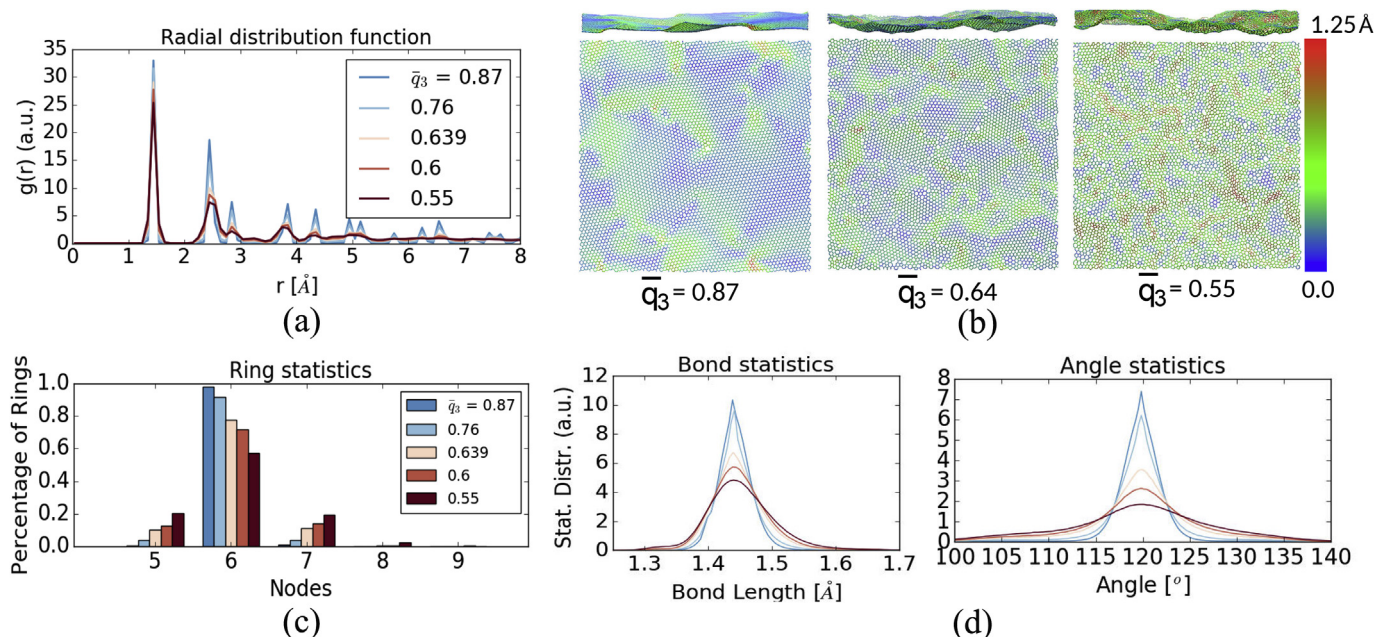 Radial distribution function
35
30
25
20
15
10
5
0
g(r) (a.u.)
q̄₃ = 0.87
0.76
0.639
0.6
0.55
0 1 2 3 4 5 6 7 8
r [Å]
(a)
1.25 Å
0.0
q̄₃ = 0.87
q̄₃ = 0.64
q̄₃ = 0.55
(b)
Ring statistics
1.0
0.8
0.6
0.4
0.2
0.0
Percentage of Rings
q̄₃ = 0.87
0.76
0.639
0.6
0.55
5 6 7 8 9
Nodes
(c)
Bond statistics
12
10
8
6
4
2
0
Stat. Distr. (a.u.)
1.3 1.4 1.5 1.6 1.7
Bond Length [Å]
Angle statistics
8
7
6
5
4
3
2
1
0
100 105 110 115 120 125 130 135 140
Angle [°]
(d)